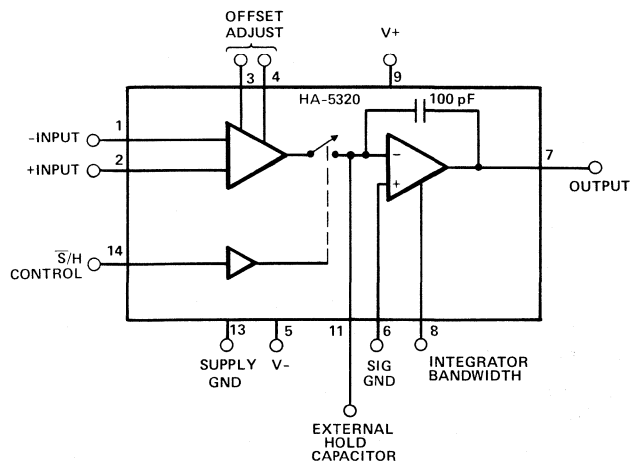 OFFSET
ADJUST
V+
3 4 9
HA-5320
100 pF
-INPUT 1
+INPUT 2
−
+
7
OUTPUT
S̅/H
CONTROL
14
13 5 11 6 8
SUPPLY
GND
V-
SIG
GND
INTEGRATOR
BANDWIDTH
EXTERNAL
HOLD
CAPACITOR